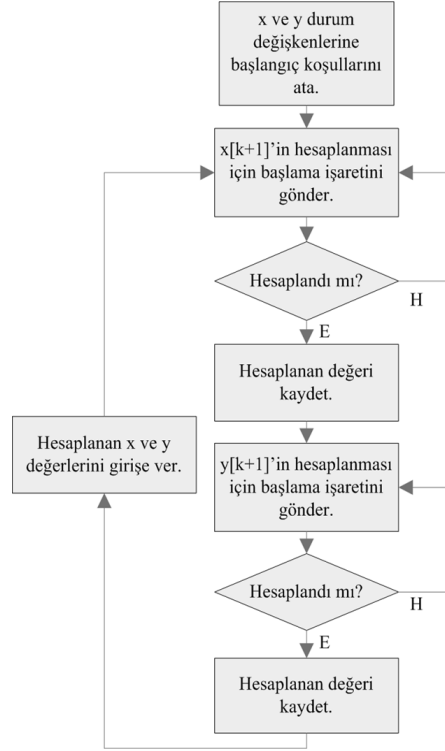 x ve y durum
değişkenlerine
başlangıç koşullarını
ata.
x[k+1]’in hesaplanması
için başlama işaretini
gönder.
Hesaplandı mı?
H
E
Hesaplanan değeri
kaydet.
Hesaplanan x ve y
değerlerini girişe ver.
y[k+1]’in hesaplanması
için başlama işaretini
gönder.
Hesaplandı mı?
H
E
Hesaplanan değeri
kaydet.